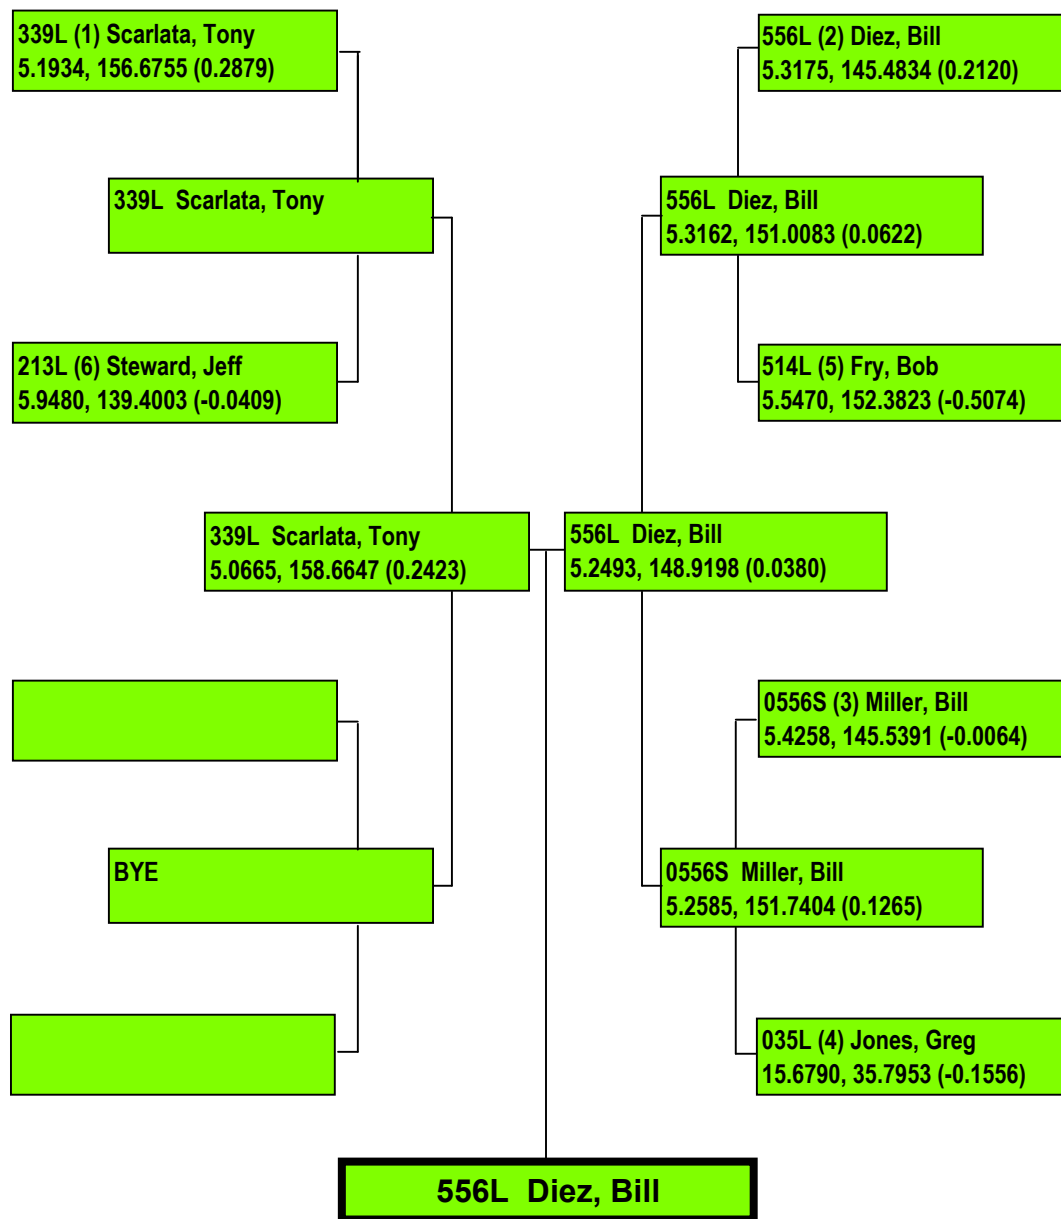 339L (1) Scarlata, Tony
5.1934, 156.6755 (0.2879)
556L (2) Diez, Bill
5.3175, 145.4834 (0.2120)
339L Scarlata, Tony
556L Diez, Bill
5.3162, 151.0083 (0.0622)
213L (6) Steward, Jeff
5.9480, 139.4003 (-0.0409)
514L (5) Fry, Bob
5.5470, 152.3823 (-0.5074)
339L Scarlata, Tony
5.0665, 158.6647 (0.2423)
556L Diez, Bill
5.2493, 148.9198 (0.0380)
0556S (3) Miller, Bill
5.4258, 145.5391 (-0.0064)
BYE
0556S Miller, Bill
5.2585, 151.7404 (0.1265)
035L (4) Jones, Greg
15.6790, 35.7953 (-0.1556)
556L Diez, Bill